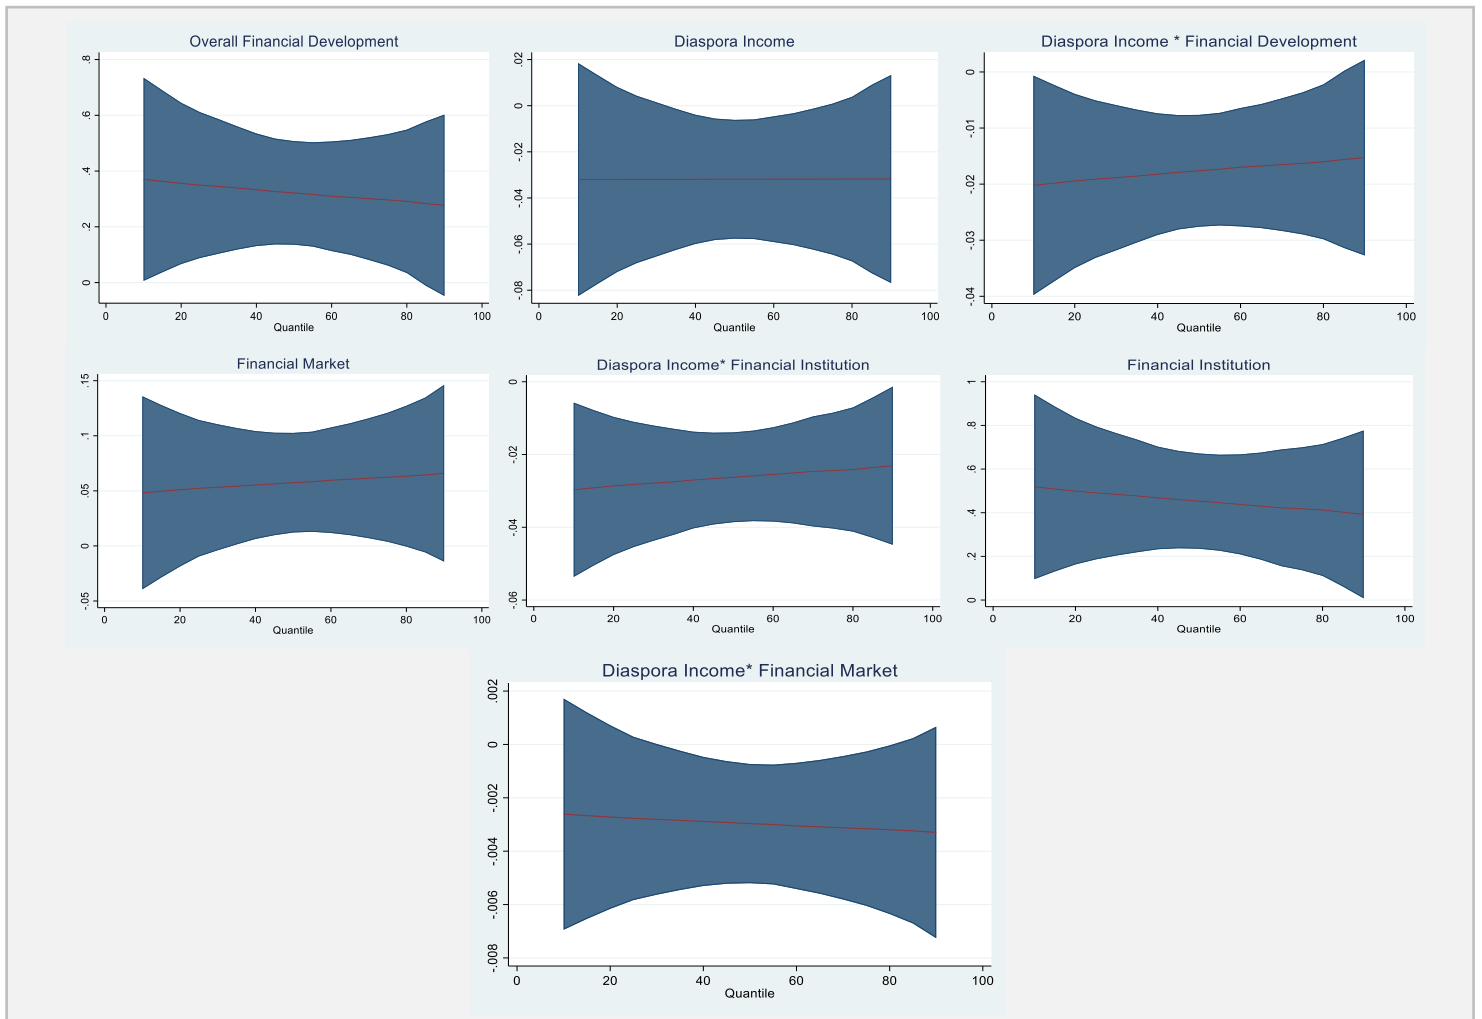 Overall Financial Development
.8
.6
.4
.2
0
0 20 40 60 80 100
Quantile
Diaspora Income
.02
0
-.02
-.04
-.06
-.08
0 20 40 60 80 100
Quantile
Diaspora Income * Financial Development
0
-.01
-.02
-.03
-.04
0 20 40 60 80 100
Quantile
Financial Market
.15
.1
.05
0
-.05
0 20 40 60 80 100
Quantile
Diaspora Income* Financial Institution
0
-.02
-.04
-.06
0 20 40 60 80 100
Quantile
Financial Institution
1
.8
.6
.4
.2
0
0 20 40 60 80 100
Quantile
Diaspora Income* Financial Market
.002
0
-.002
-.004
-.006
-.008
0 20 40 60 80 100
Quantile